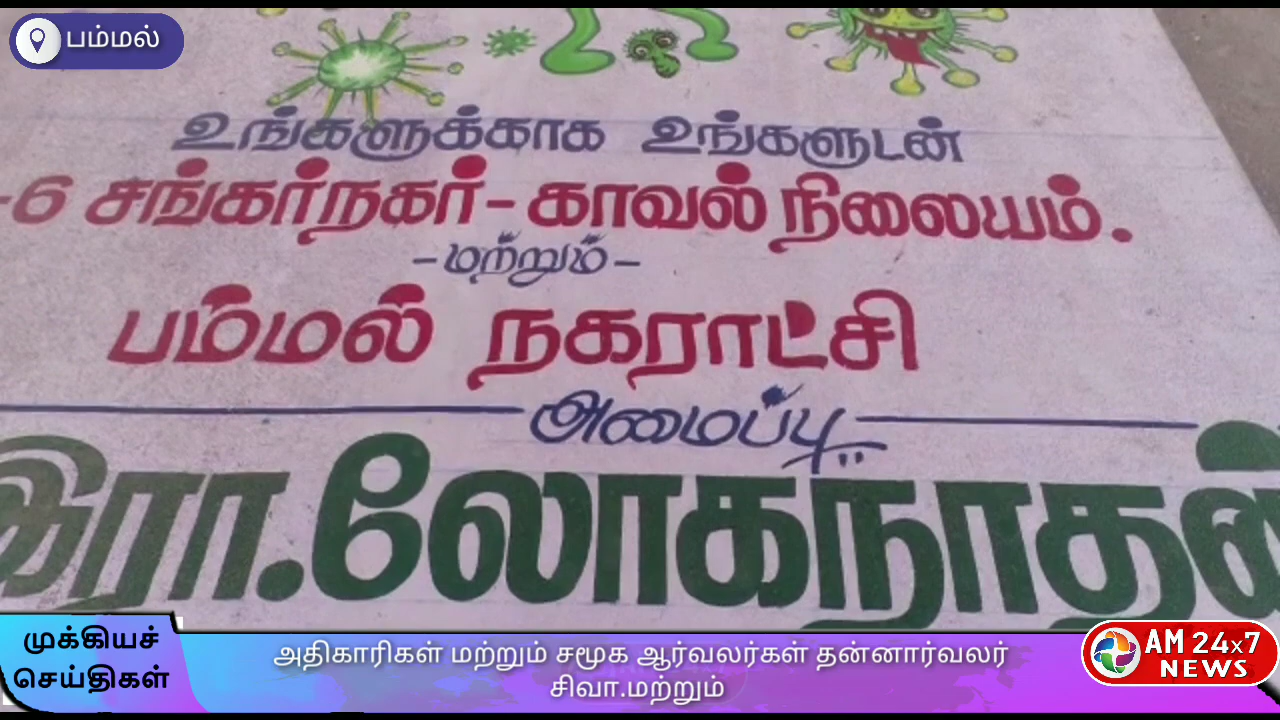 பம்மல்
உங்களுக்காக உங்களுடன்
-6 சங்கர்நகர் - காவல் நிலையம்.
- மற்றும் -
பம்மல் நகராட்சி
அமைப்பு..
இரா.லோகநாதன்
முக்கியச்
செய்திகள்
அதிகாரிகள் மற்றும் சமூக ஆர்வலர்கள் தன்னார்வலர்
சிவா.மற்றும்
AM 24x7
NEWS